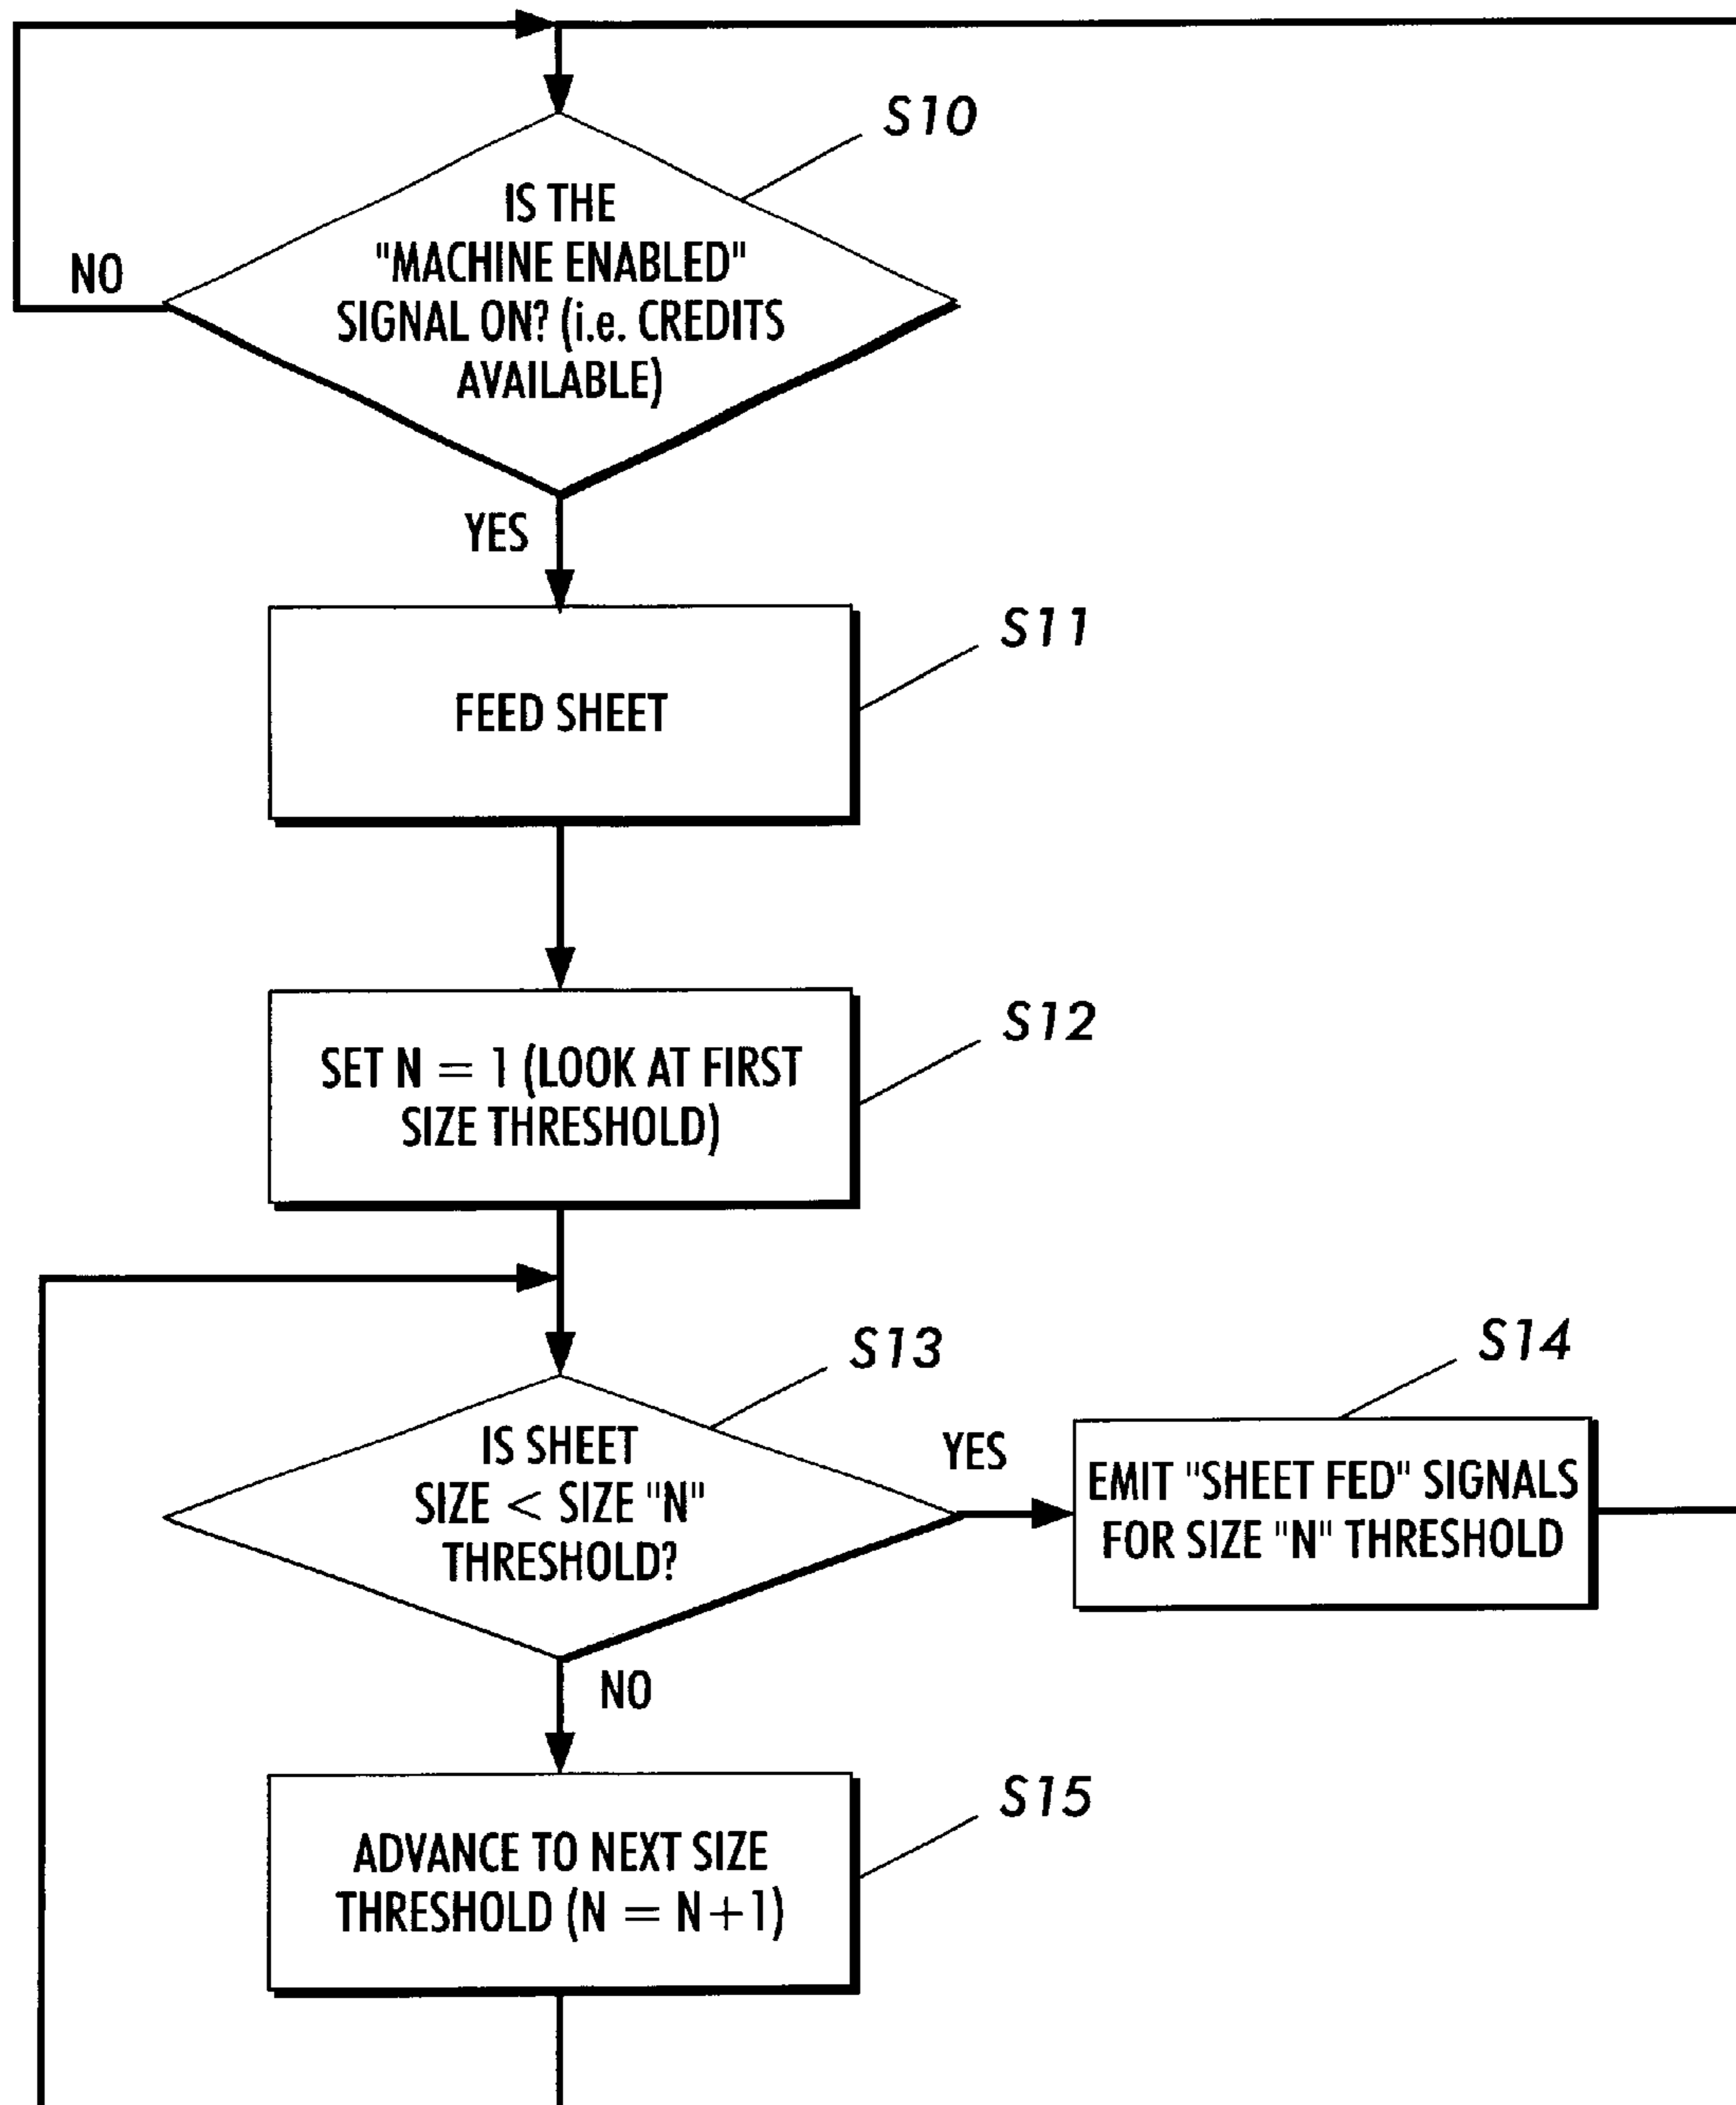 S10
IS THE
"MACHINE ENABLED"
SIGNAL ON? (i.e. CREDITS
AVAILABLE)
NO
YES
S11
FEED SHEET
S12
SET N = 1 (LOOK AT FIRST
SIZE THRESHOLD)
S13
IS SHEET
SIZE < SIZE "N"
THRESHOLD?
YES
S14
EMIT "SHEET FED" SIGNALS
FOR SIZE "N" THRESHOLD
NO
S15
ADVANCE TO NEXT SIZE
THRESHOLD (N = N+1)